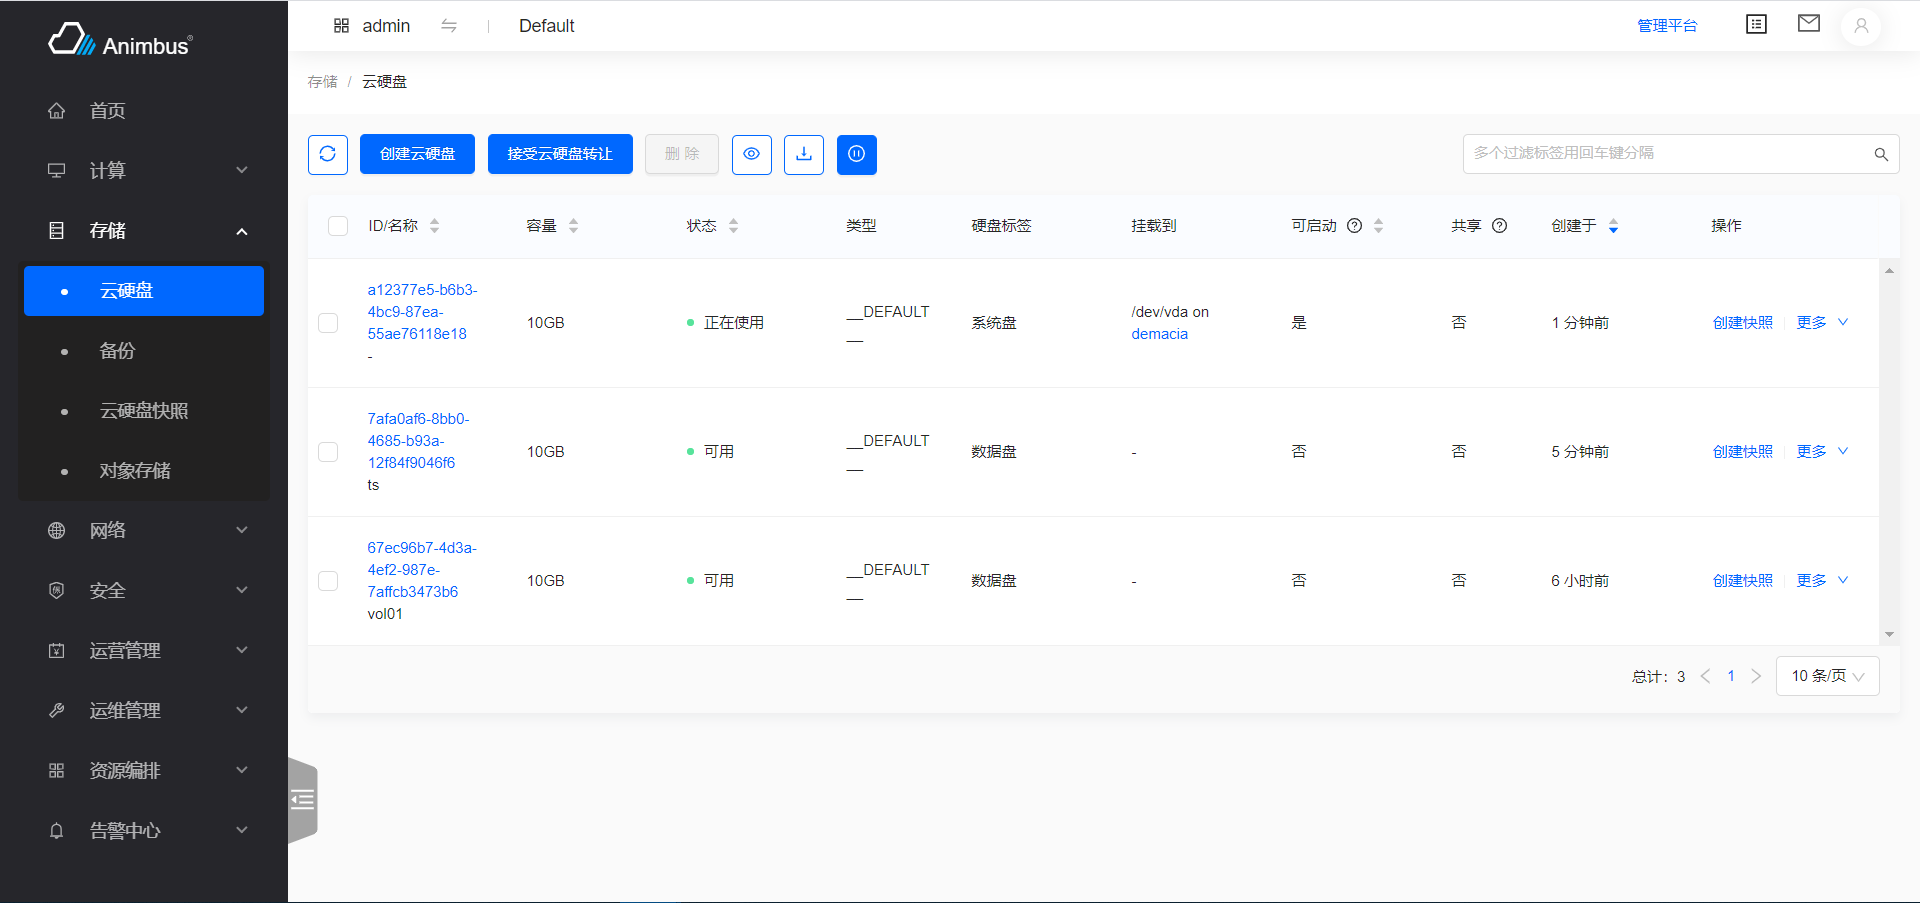 Animbus®
首页
计算
存储
云硬盘
备份
云硬盘快照
对象存储
网络
安全
运营管理
运维管理
资源编排
告警中心
admin
Default
管理平台
存储 / 云硬盘
创建云硬盘
接受云硬盘转让
删 除
多个过滤标签用回车键分隔
ID/名称 容量 状态 类型 硬盘标签 挂载到 可启动 共享 创建于 操作
a12377e5-b6b3-
4bc9-87ea-
55ae76118e18
-
10GB
正在使用
__DEFAULT
__
系统盘
/dev/vda on
demacia
是
否
1 分钟前
创建快照 更多
7afa0af6-8bb0-
4685-b93a-
12f84f9046f6
ts
10GB
可用
__DEFAULT
__
数据盘
-
否
否
5 分钟前
创建快照 更多
67ec96b7-4d3a-
4ef2-987e-
7affcb3473b6
vol01
10GB
可用
__DEFAULT
__
数据盘
-
否
否
6 小时前
创建快照 更多
总计：3 1 10 条/页